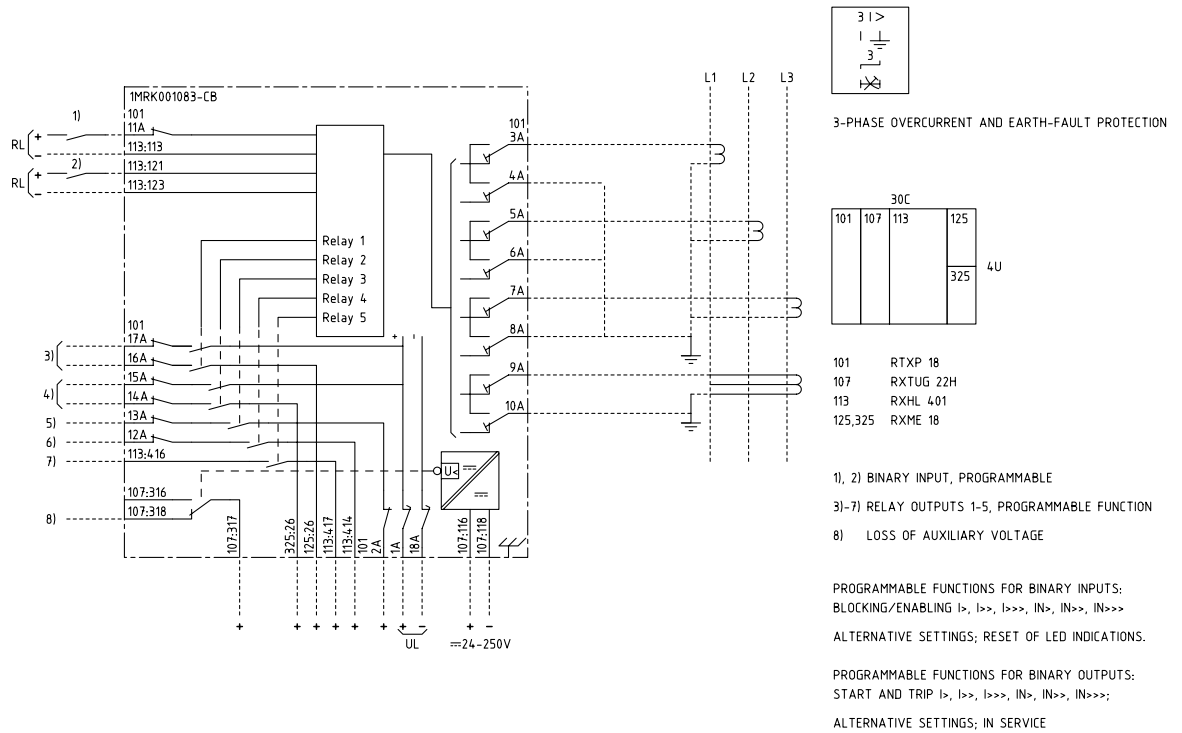 3 I>
3
L1 L2 L3
1MRK001083-CB
3-PHASE OVERCURRENT AND EARTH-FAULT PROTECTION
1)
101
11A
RL + −
113:113
2)
113:121
RL + −
113:123
Relay 1
Relay 2
Relay 3
Relay 4
Relay 5
101
3A
4A
5A
6A
7A
8A
9A
10A
+ −
101
17A
3)
16A
15A
4)
14A
13A
5)
12A
6)
113:416
7)
107:316
107:318
8)
U<
107:317
325:26
125:26
113:417
113:414
101
2A
1A
18A
107:116
107:118
+ + + + + + + − + −
UL
24-250V
30C
101 107 113 125
325
4U
101 RTXP 18
107 RXTUG 22H
113 RXHL 401
125,325 RXME 18
1), 2) BINARY INPUT, PROGRAMMABLE
3)-7) RELAY OUTPUTS 1-5, PROGRAMMABLE FUNCTION
8) LOSS OF AUXILIARY VOLTAGE
PROGRAMMABLE FUNCTIONS FOR BINARY INPUTS:
BLOCKING/ENABLING I>, I>>, I>>>, IN>, IN>>, IN>>>
ALTERNATIVE SETTINGS; RESET OF LED INDICATIONS.
PROGRAMMABLE FUNCTIONS FOR BINARY OUTPUTS:
START AND TRIP I>, I>>, I>>>, IN>, IN>>, IN>>>;
ALTERNATIVE SETTINGS; IN SERVICE